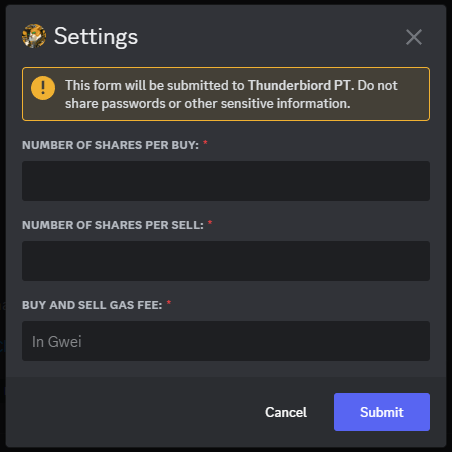 Settings
This form will be submitted to Thunderbiord PT. Do not
share passwords or other sensitive information.
NUMBER OF SHARES PER BUY: *
NUMBER OF SHARES PER SELL: *
BUY AND SELL GAS FEE: *
In Gwei
Cancel Submit